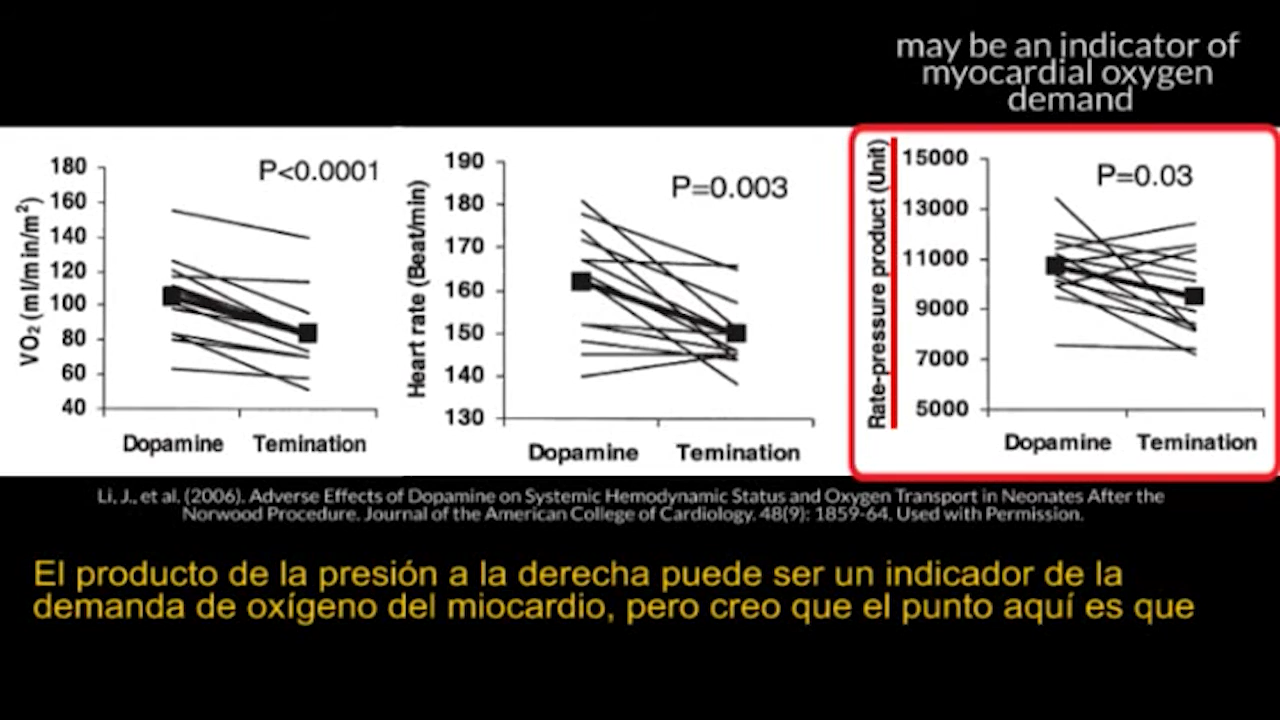 may be an indicator of
myocardial oxygen
demand
VO2 (ml/min/m2)
180
160
140
120
100
80
60
40
P<0.0001
Dopamine
Temination
Heart rate (Beat/min)
190
180
170
160
150
140
130
P=0.003
Dopamine
Temination
Rate-pressure product (Unit)
15000
13000
11000
9000
7000
5000
P=0.03
Dopamine
Temination
Li, J., et al. (2006). Adverse Effects of Dopamine on Systemic Hemodynamic Status and Oxygen Transport in Neonates After the
Norwood Procedure. Journal of the American College of Cardiology. 48(9): 1859-64. Used with Permission.
El producto de la presión a la derecha puede ser un indicador de la
demanda de oxígeno del miocardio, pero creo que el punto aquí es que